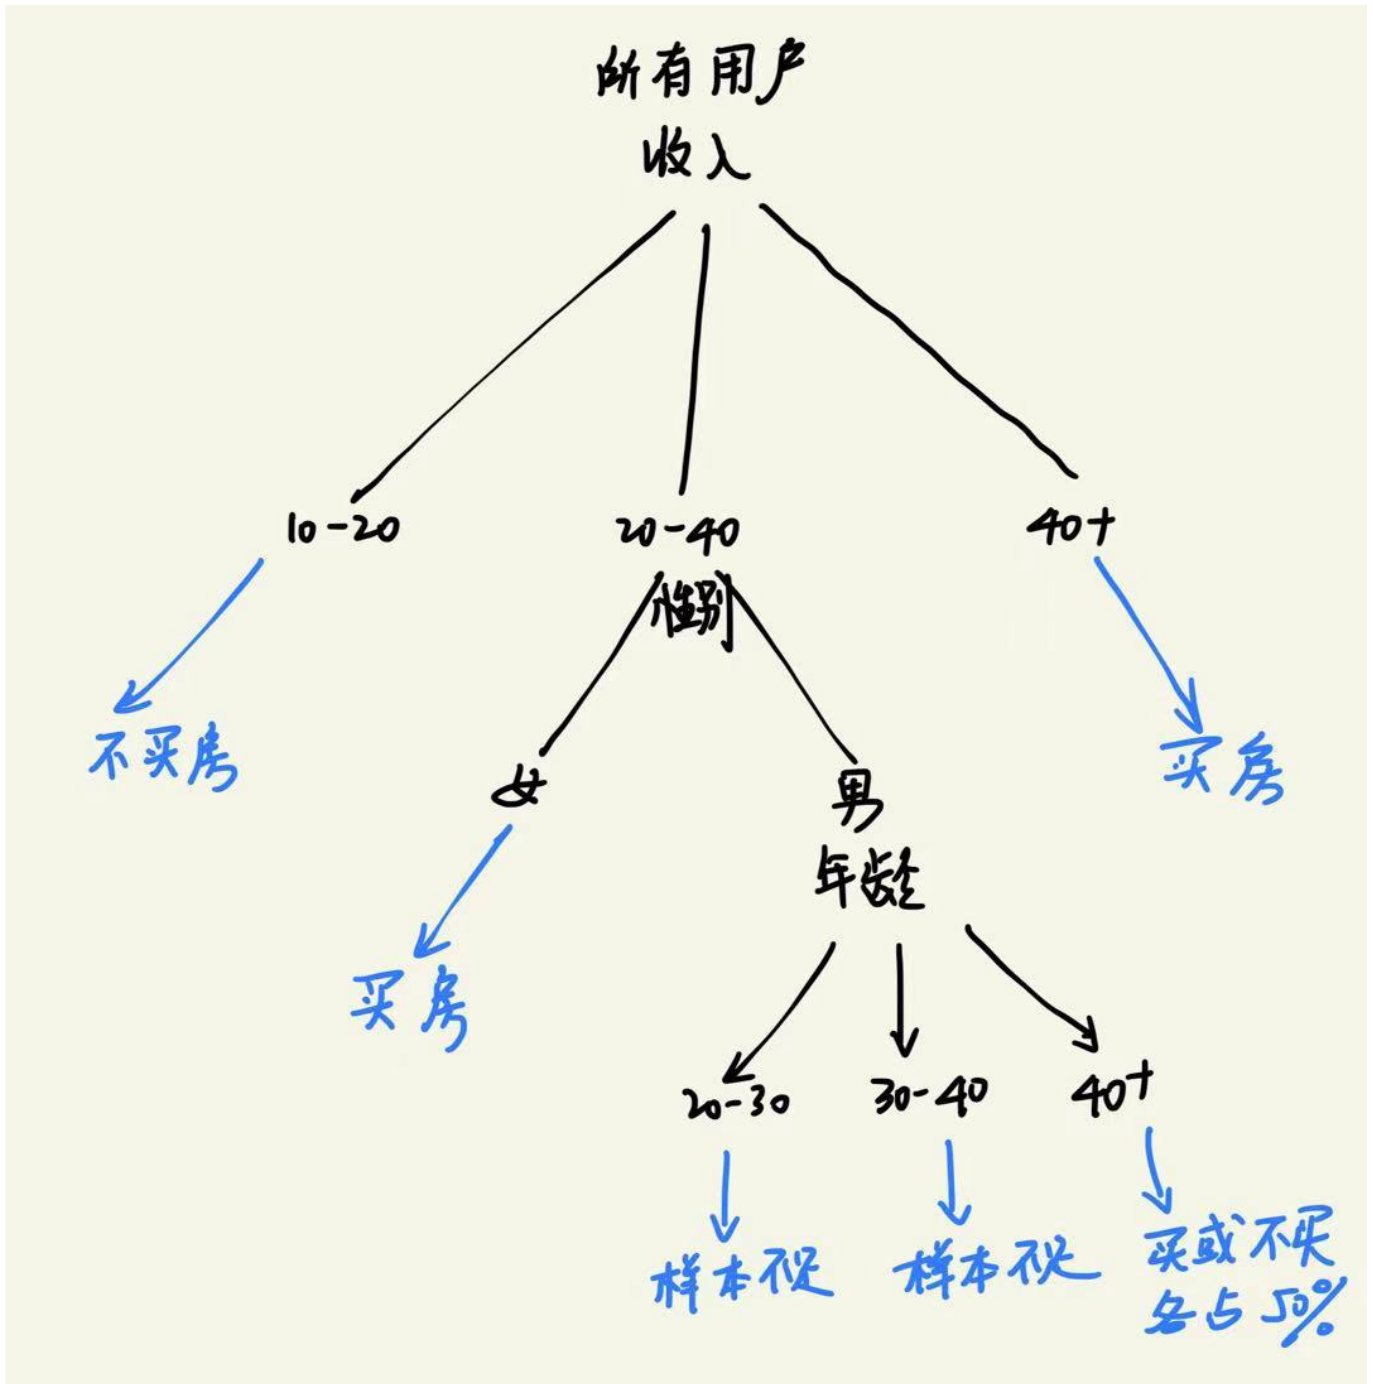 所有用户
收入
10-20
20-40
40+
性别
不买房
买房
女
男
年龄
买房
20-30
30-40
40+
样本不足
样本不足
买或不买
各占50%